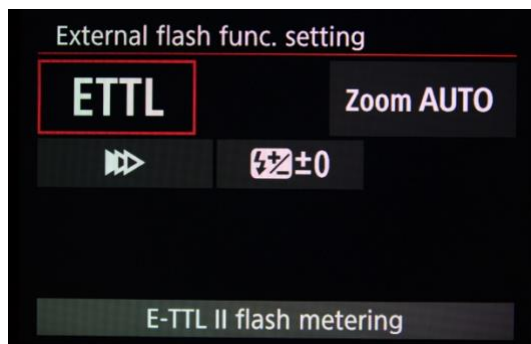 External flash func. setting
ETTL
Zoom AUTO
±0
E-TTL II flash metering